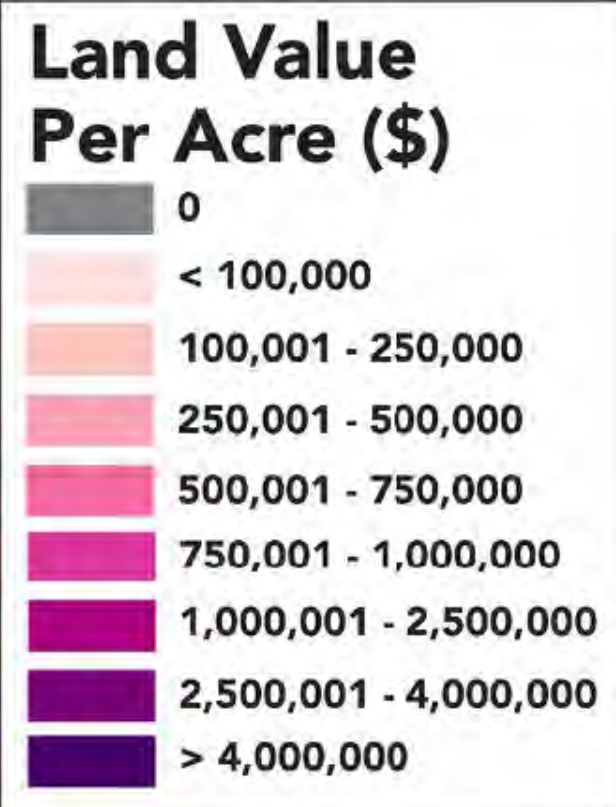 Land Value
Per Acre ($)
0
< 100,000
100,001 - 250,000
250,001 - 500,000
500,001 - 750,000
750,001 - 1,000,000
1,000,001 - 2,500,000
2,500,001 - 4,000,000
> 4,000,000